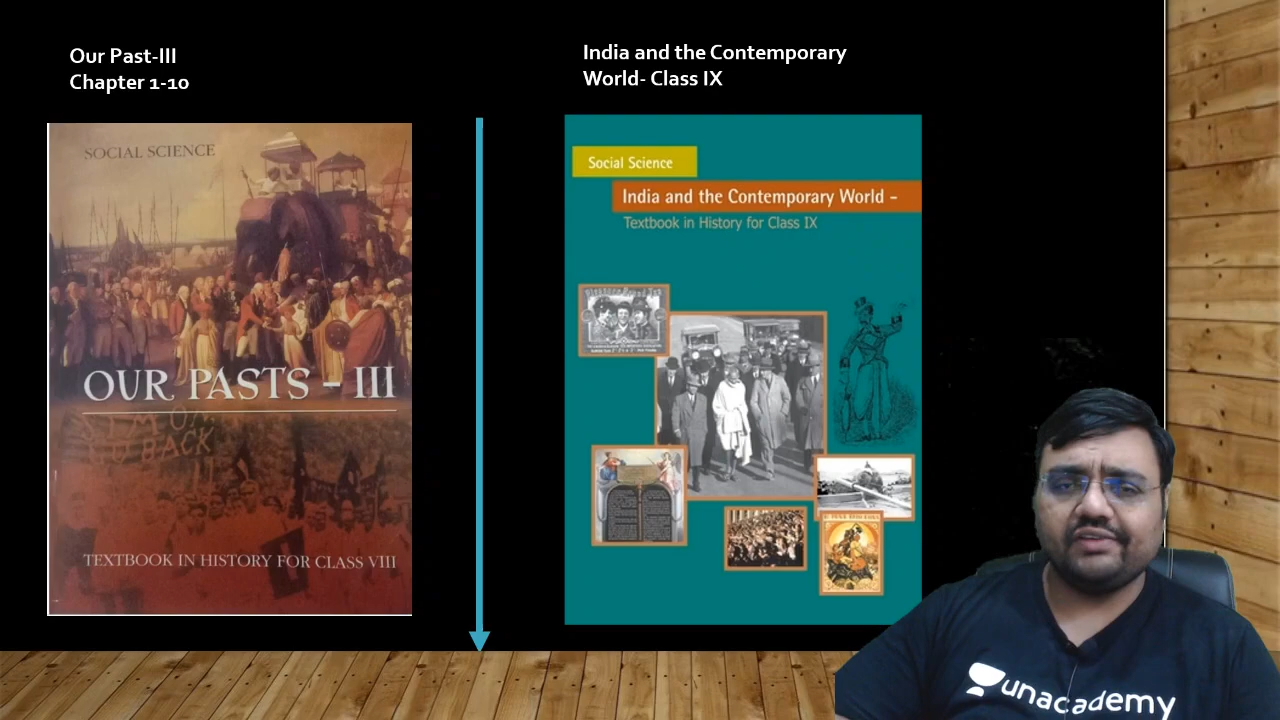 Our Past-III
Chapter 1-10
India and the Contemporary
World- Class IX
SOCIAL SCIENCE
OUR PASTS - III
TEXTBOOK IN HISTORY FOR CLASS VIII
Social Science
India and the Contemporary World -
Textbook in History for Class IX
unacademy